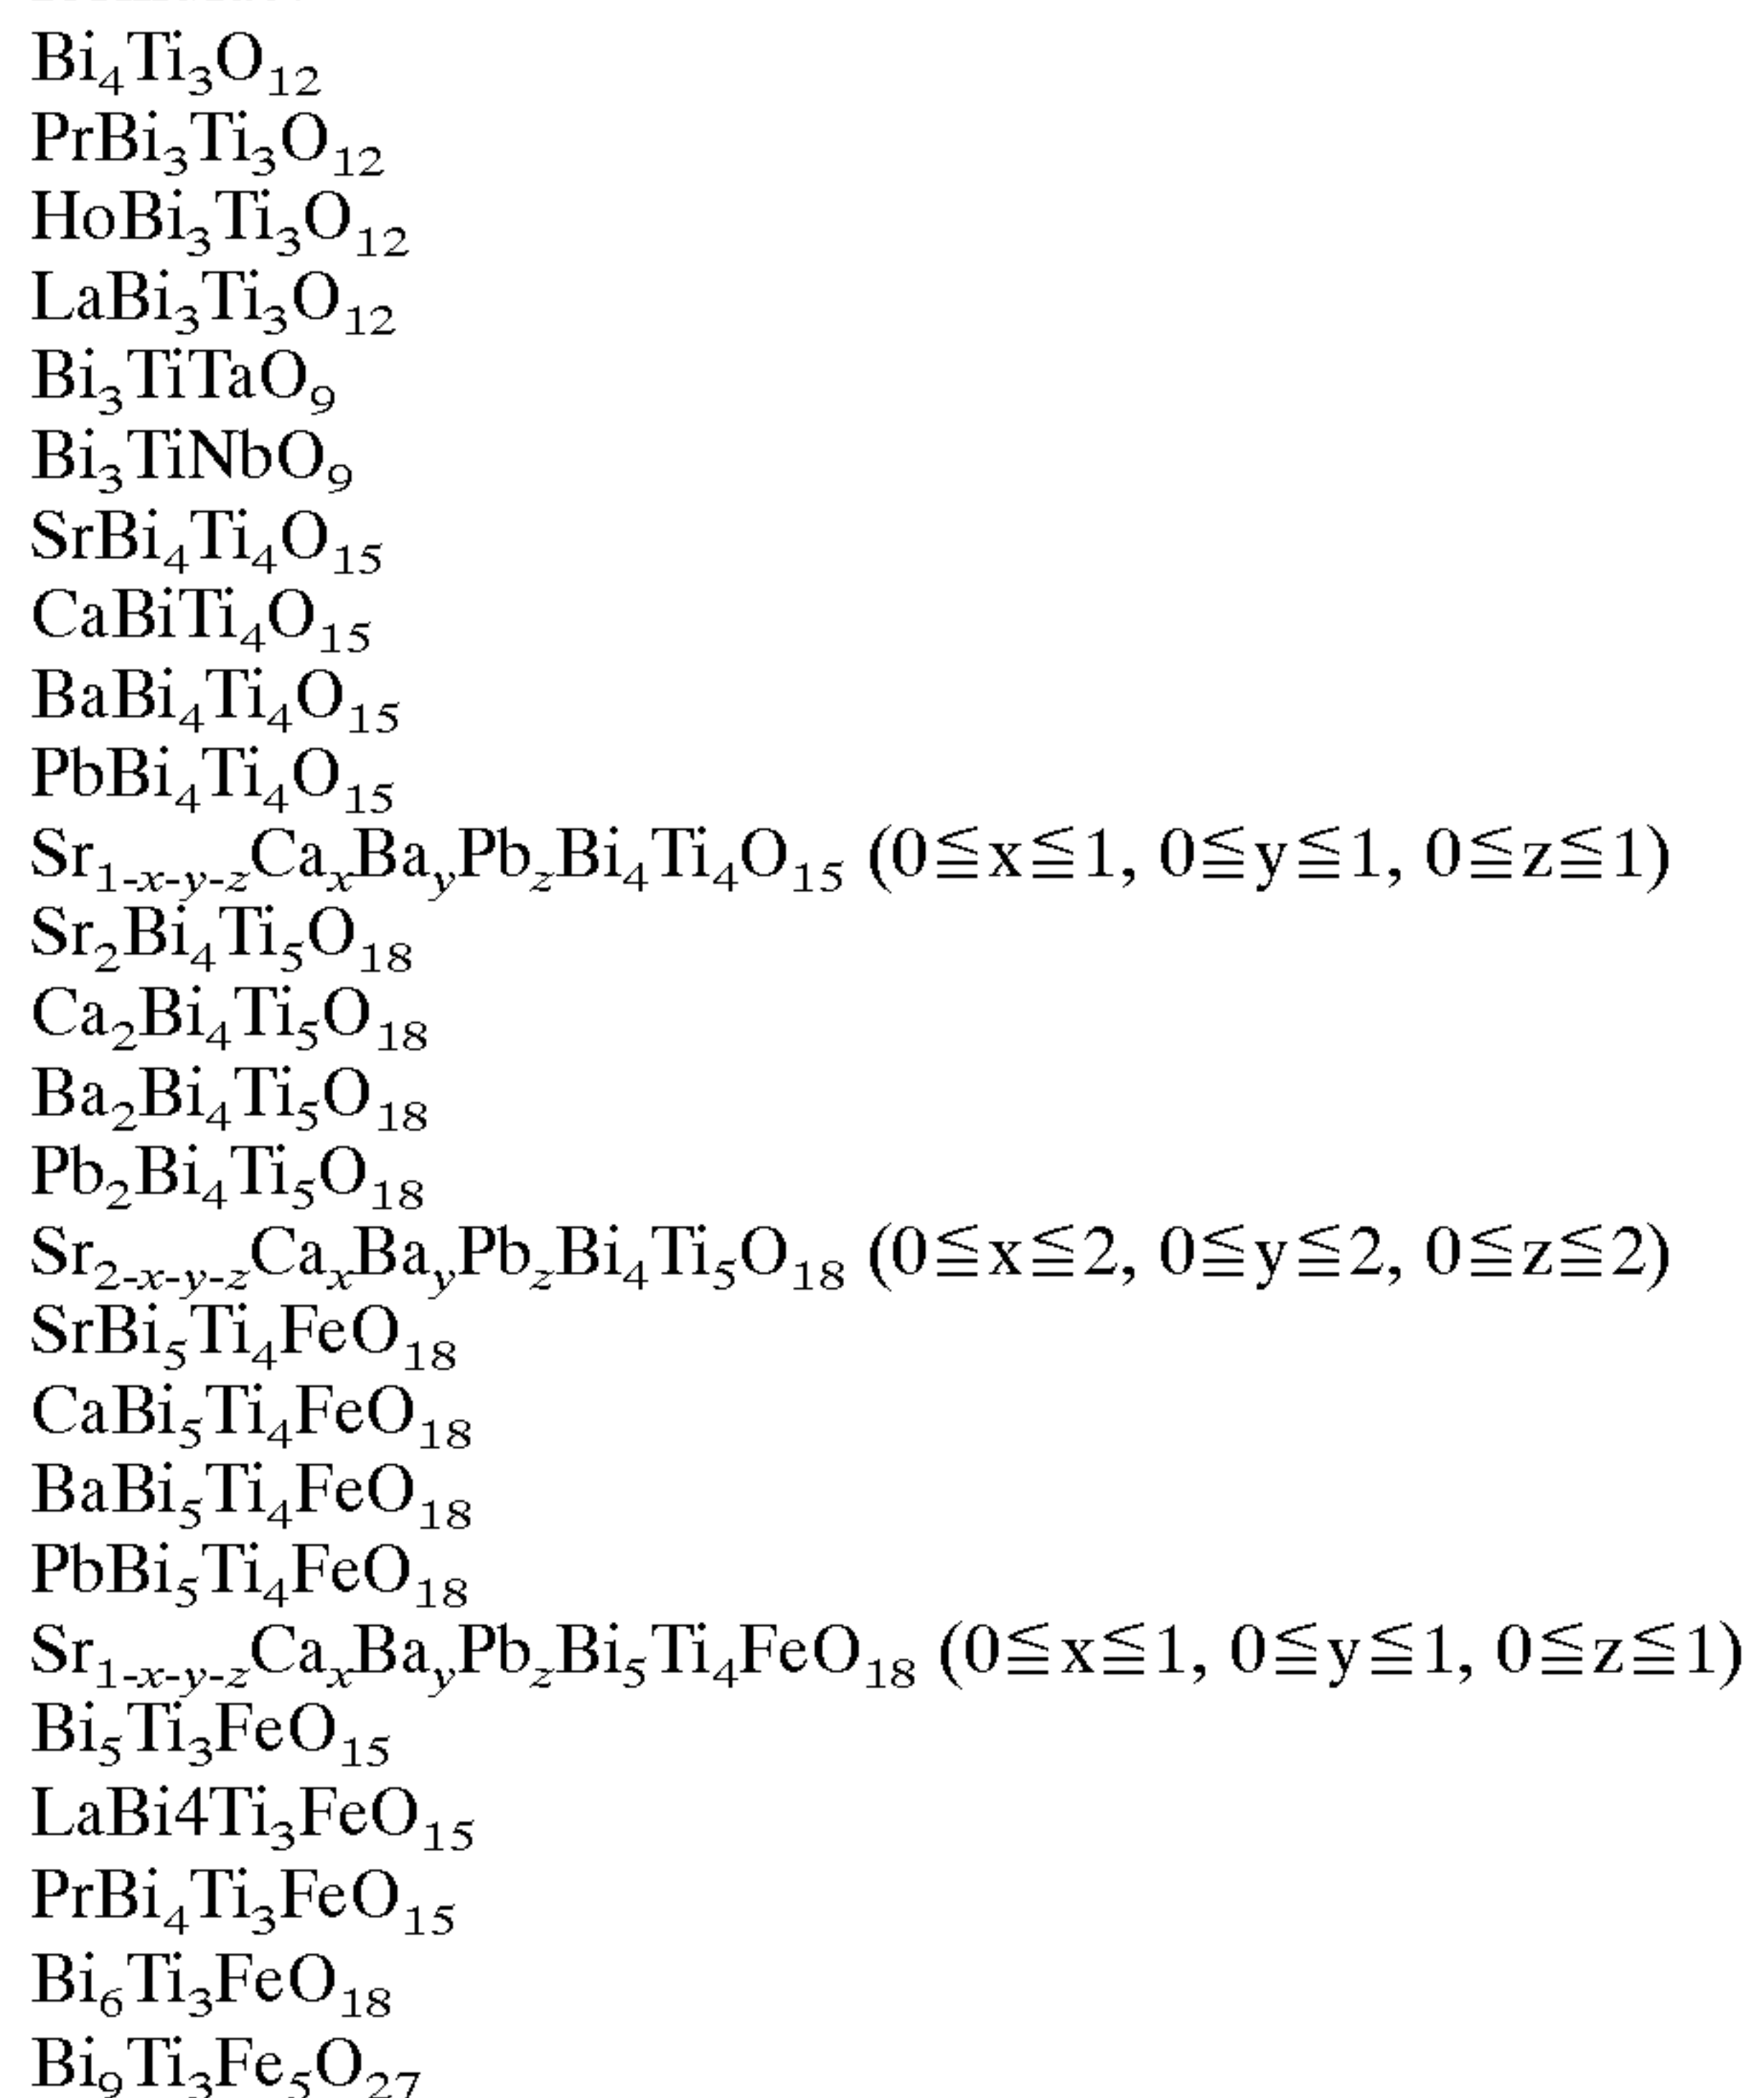 Bi₄Ti₃O₁₂
PrBi₃Ti₃O₁₂
HoBi₃Ti₃O₁₂
LaBi₃Ti₃O₁₂
Bi₃TiTaO₉
Bi₃TiNbO₉
SrBi₄Ti₄O₁₅
CaBiTi₄O₁₅
BaBi₄Ti₄O₁₅
PbBi₄Ti₄O₁₅
Sr₁₋ₓ₋y₋zCaₓBayPbzBi₄Ti₄O₁₅ (0≦x≦1, 0≦y≦1, 0≦z≦1)
Sr₂Bi₄Ti₅O₁₈
Ca₂Bi₄Ti₅O₁₈
Ba₂Bi₄Ti₅O₁₈
Pb₂Bi₄Ti₅O₁₈
Sr₂₋ₓ₋y₋zCaₓBayPbzBi₄Ti₅O₁₈ (0≦x≦2, 0≦y≦2, 0≦z≦2)
SrBi₅Ti₄FeO₁₈
CaBi₅Ti₄FeO₁₈
BaBi₅Ti₄FeO₁₈
PbBi₅Ti₄FeO₁₈
Sr₁₋ₓ₋y₋zCaₓBayPbzBi₅Ti₄FeO₁₈ (0≦x≦1, 0≦y≦1, 0≦z≦1)
Bi₅Ti₃FeO₁₅
LaBi4Ti₃FeO₁₅
PrBi₄Ti₃FeO₁₅
Bi₆Ti₃FeO₁₈
Bi₉Ti₃Fe₅O₂₇